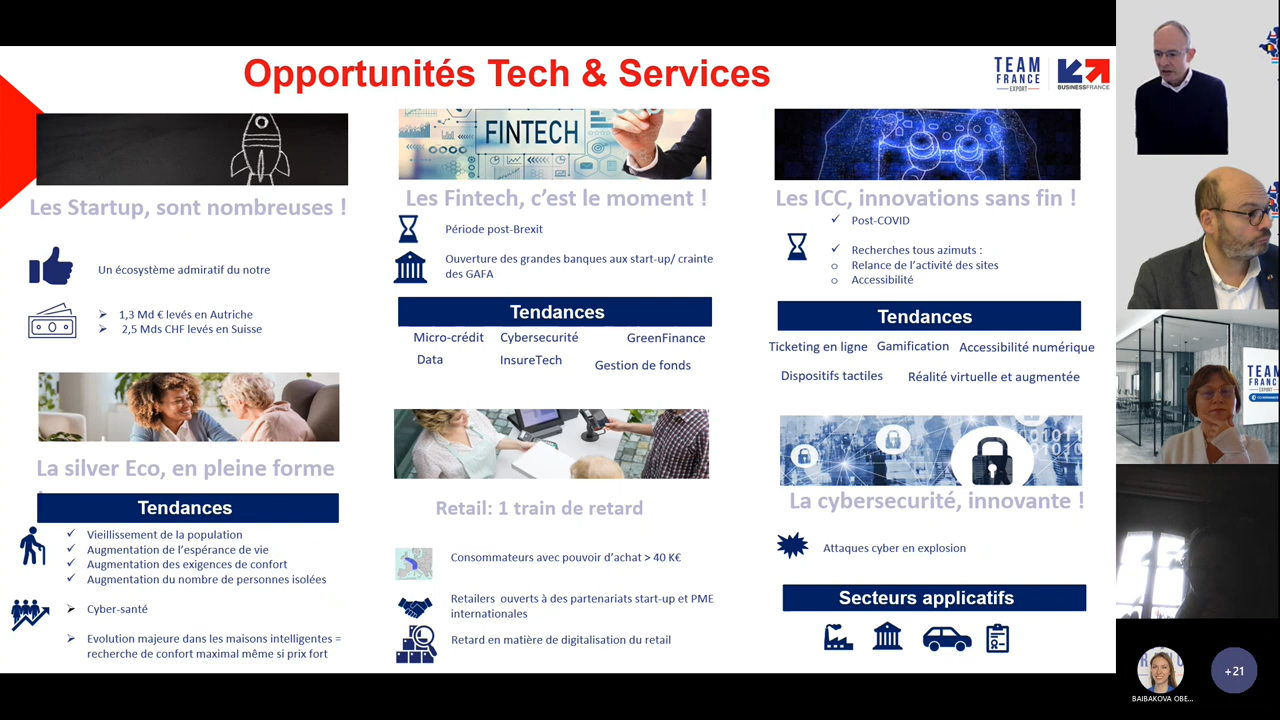 Opportunités Tech & Services
TEAM
FRANCE
EXPORT
BUSINESSFRANCE
Les Startup, sont nombreuses !
Un écosystème admiratif du notre
1,3 Md € levés en Autriche
2,5 Mds CHF levés en Suisse
FINTECH
Les Fintech, c’est le moment !
Période post-Brexit
Ouverture des grandes banques aux start-up/ crainte
des GAFA
Tendances
Micro-crédit Cybersecurité GreenFinance
Data InsureTech Gestion de fonds
Les ICC, innovations sans fin !
Post-COVID
Recherches tous azimuts :
Relance de l’activité des sites
Accessibilité
Tendances
Ticketing en ligne Gamification Accessibilité numérique
Dispositifs tactiles Réalité virtuelle et augmentée
La silver Eco, en pleine forme
Tendances
Vieillissement de la population
Augmentation de l’espérance de vie
Augmentation des exigences de confort
Augmentation du nombre de personnes isolées
Cyber-santé
Evolution majeure dans les maisons intelligentes =
recherche de confort maximal même si prix fort
Retail: 1 train de retard
Consommateurs avec pouvoir d’achat > 40 K€
Retailers ouverts à des partenariats start-up et PME
internationales
Retard en matière de digitalisation du retail
La cybersecurité, innovante !
Attaques cyber en explosion
Secteurs applicatifs
TEAM
FRANC
EXPORT
BAIBAKOVA OBE...
+21